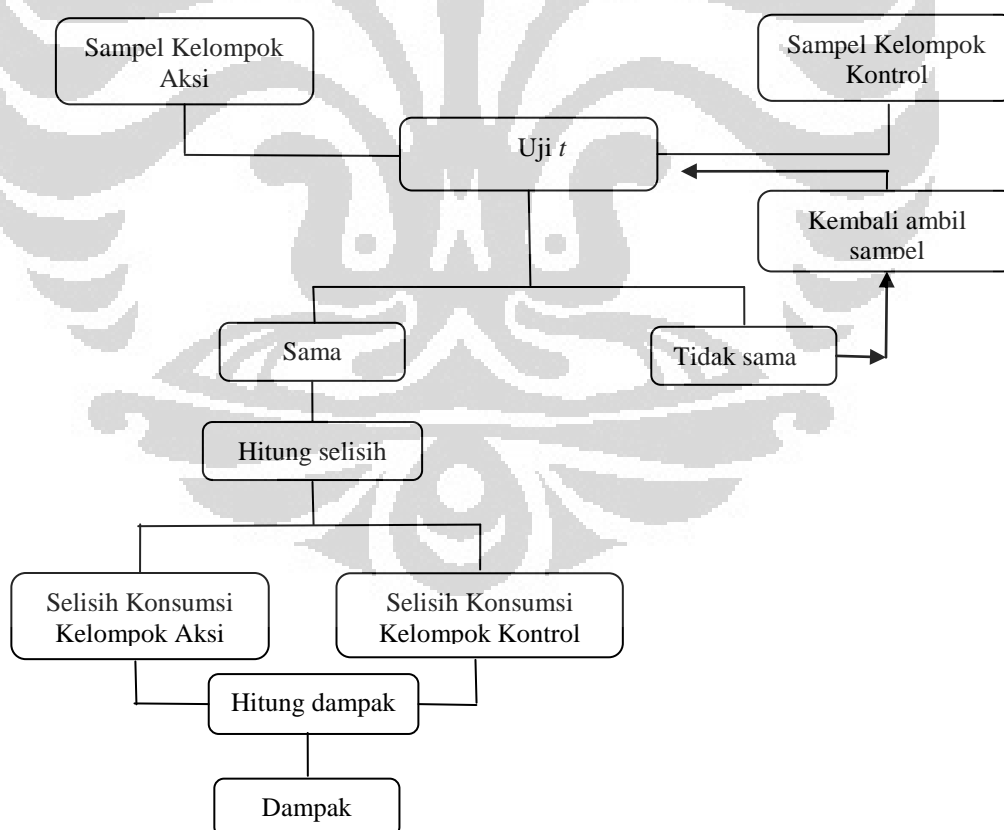 Sampel Kelompok
Aksi
Sampel Kelompok
Kontrol
Uji t
Kembali ambil
sampel
Sama
Tidak sama
Hitung selisih
Selisih Konsumsi
Kelompok Aksi
Selisih Konsumsi
Kelompok Kontrol
Hitung dampak
Dampak